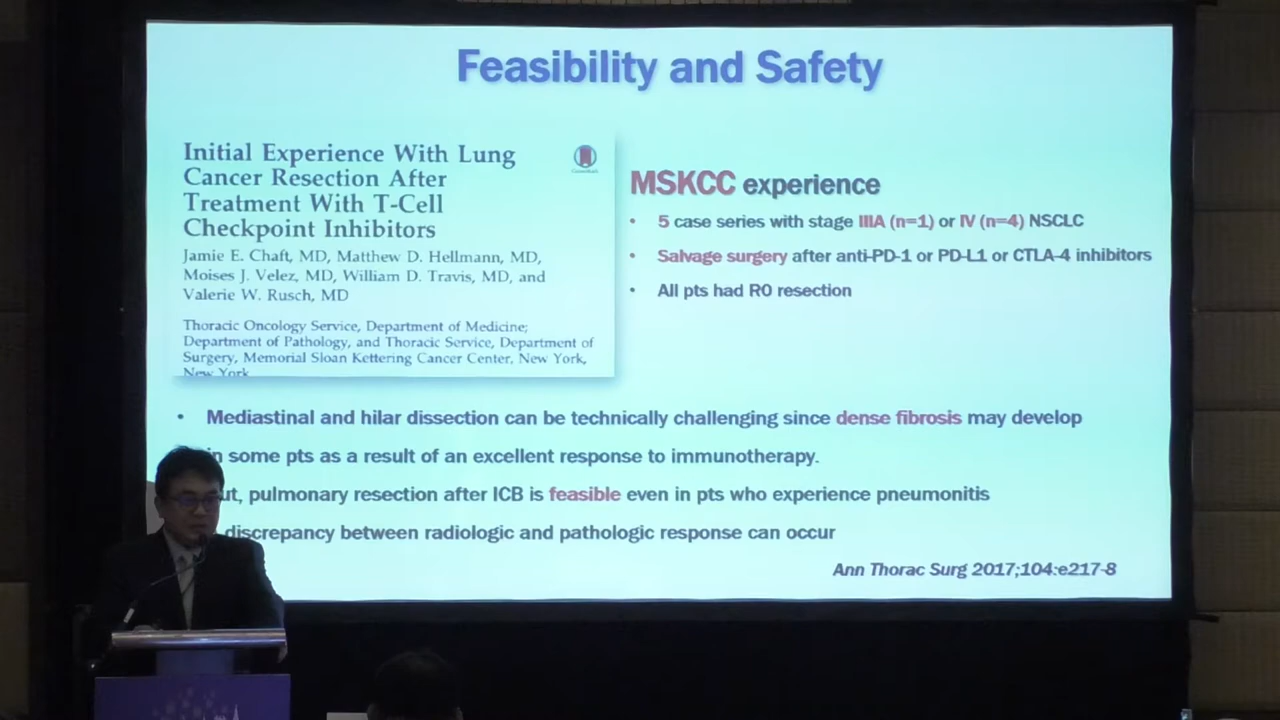 Feasibility and Safety
Initial Experience With Lung
Cancer Resection After
Treatment With T-Cell
Checkpoint Inhibitors
Jamie E. Chaft, MD, Matthew D. Hellmann, MD,
Moises J. Velez, MD, William D. Travis, MD, and
Valerie W. Rusch, MD
Thoracic Oncology Service, Department of Medicine;
Department of Pathology, and Thoracic Service, Department of
Surgery, Memorial Sloan Kettering Cancer Center, New York,
New York
MSKCC experience
• 5 case series with stage IIIA (n=1) or IV (n=4) NSCLC
• Salvage surgery after anti-PD-1 or PD-L1 or CTLA-4 inhibitors
• All pts had R0 resection
• Mediastinal and hilar dissection can be technically challenging since dense fibrosis may develop
some pts as a result of an excellent response to immunotherapy.
pulmonary resection after ICB is feasible even in pts who experience pneumonitis
discrepancy between radiologic and pathologic response can occur
Ann Thorac Surg 2017;104:e217-8